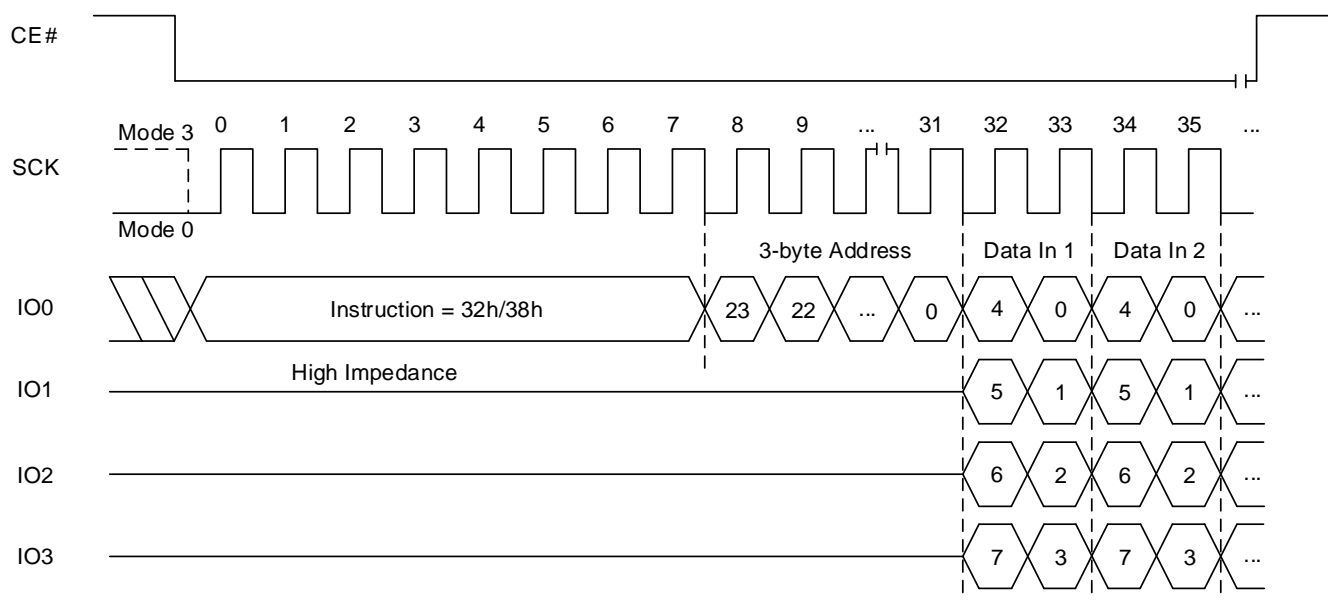 CE#
Mode 3 0 1 2 3 4 5 6 7 8 9 ... 31 32 33 34 35 ...
SCK
Mode 0
3-byte Address Data In 1 Data In 2
IO0 Instruction = 32h/38h 23 22 ... 0 4 0 4 0 ...
High Impedance
IO1 5 1 5 1 ...
IO2 6 2 6 2 ...
IO3 7 3 7 3 ...